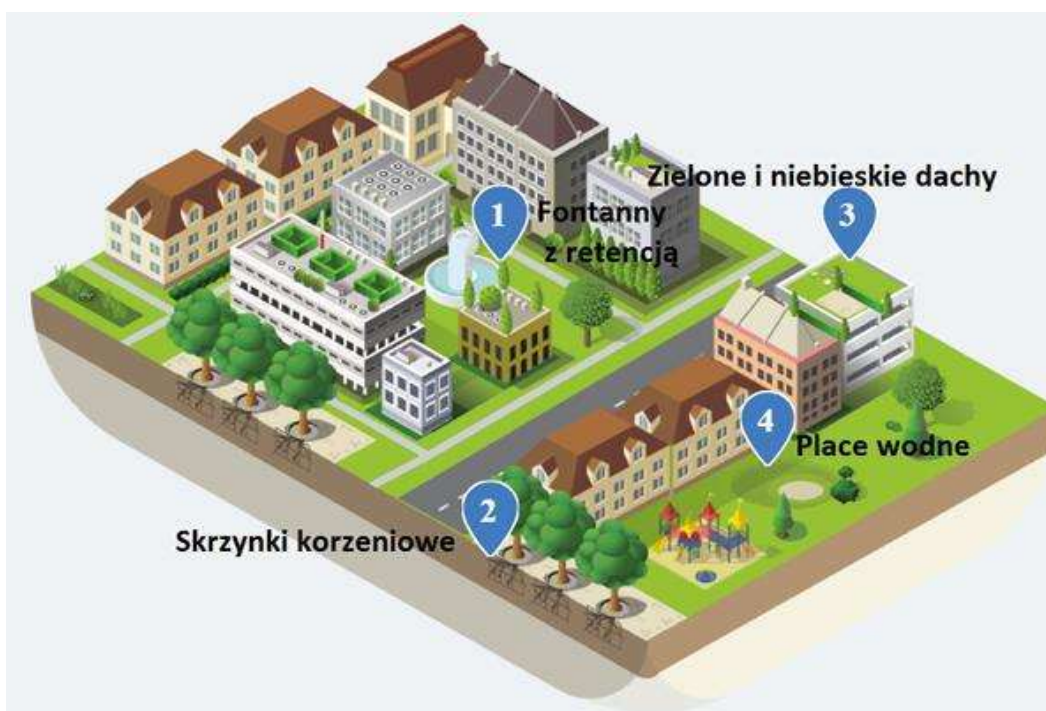 1
Fontanny
z retencją
Zielone i niebieskie dachy
3
4
Place wodne
2
Skrzynki korzeniowe